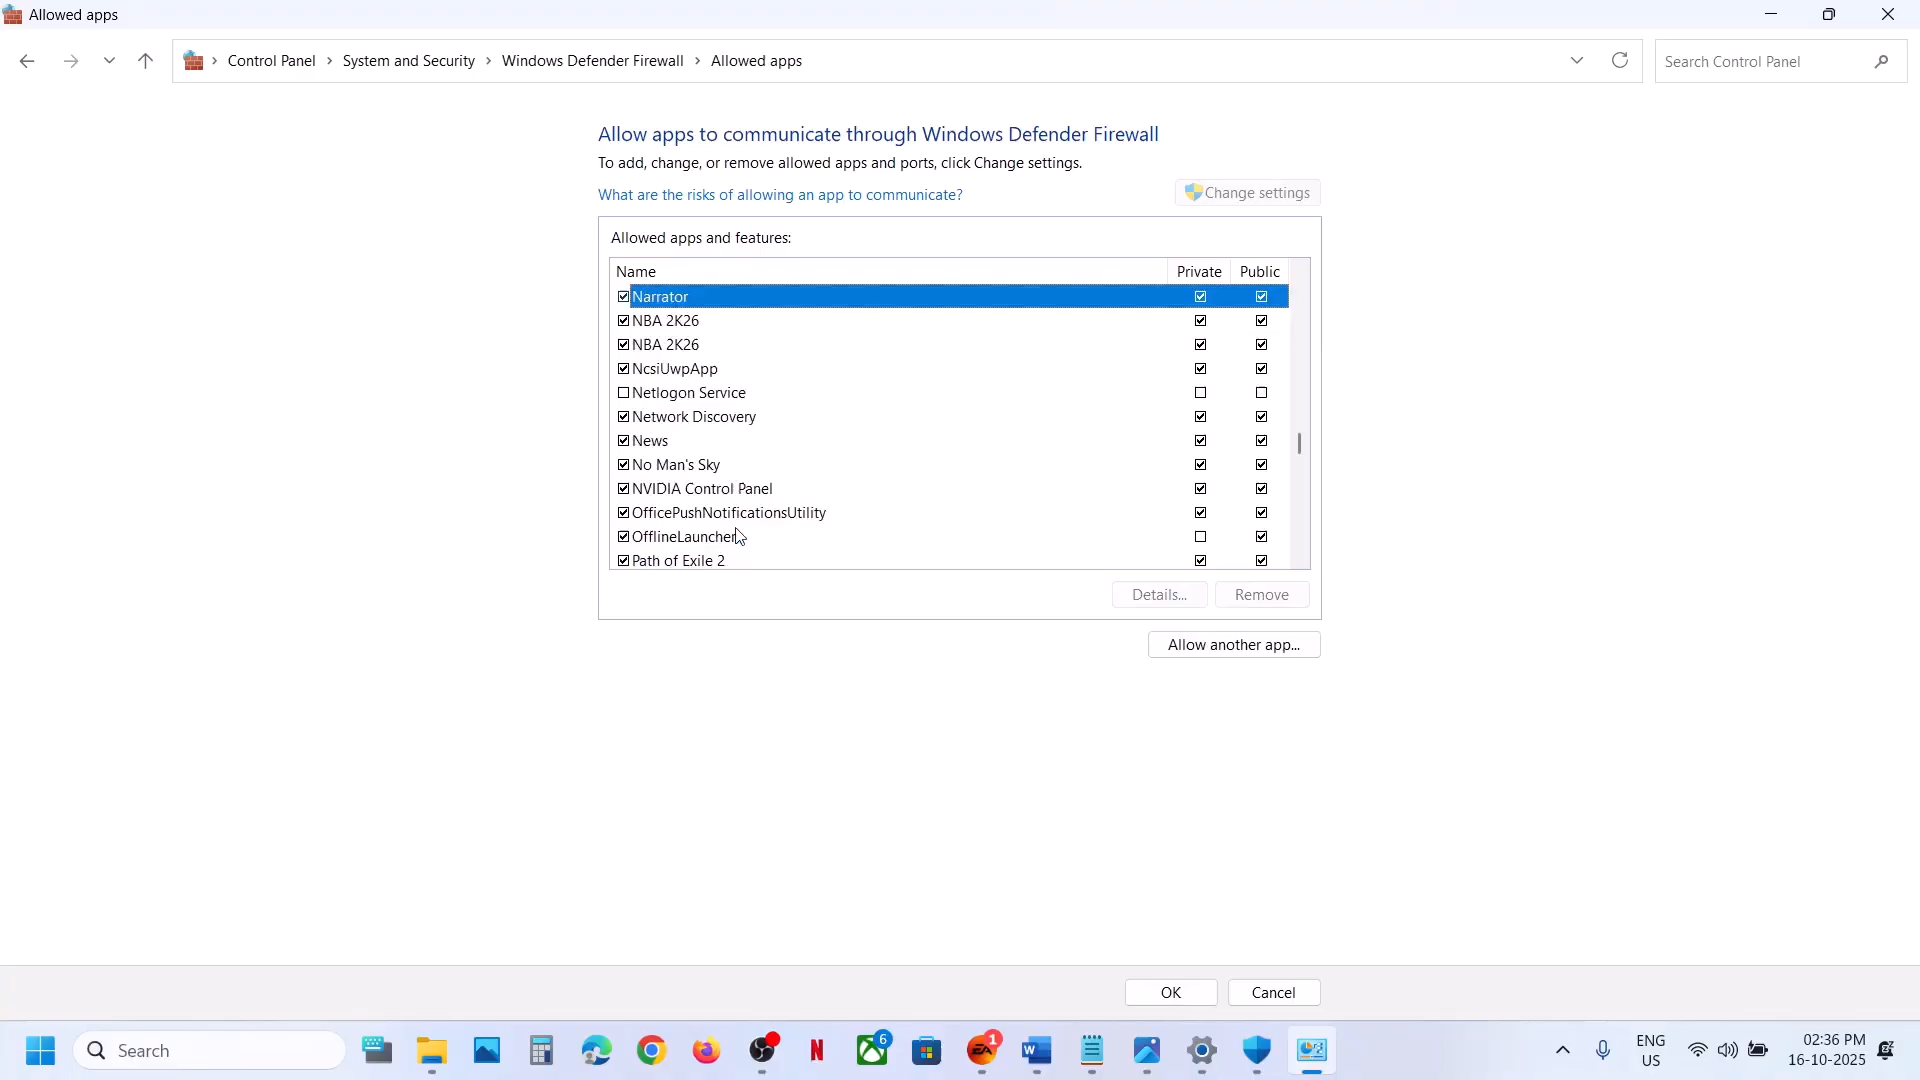 Allowed apps
Control Panel > System and Security > Windows Defender Firewall > Allowed apps
Search Control Panel
Allow apps to communicate through Windows Defender Firewall
To add, change, or remove allowed apps and ports, click Change settings.
What are the risks of allowing an app to communicate?
Change settings
Allowed apps and features:
Name Private Public
Narrator
NBA 2K26
NBA 2K26
NcsiUwpApp
Netlogon Service
Network Discovery
News
No Man's Sky
NVIDIA Control Panel
OfficePushNotificationsUtility
OfflineLauncher
Path of Exile 2
Details... Remove
Allow another app...
OK Cancel
Search
6
EA
1
W
N
ENG
US
02:36 PM
16-10-2025